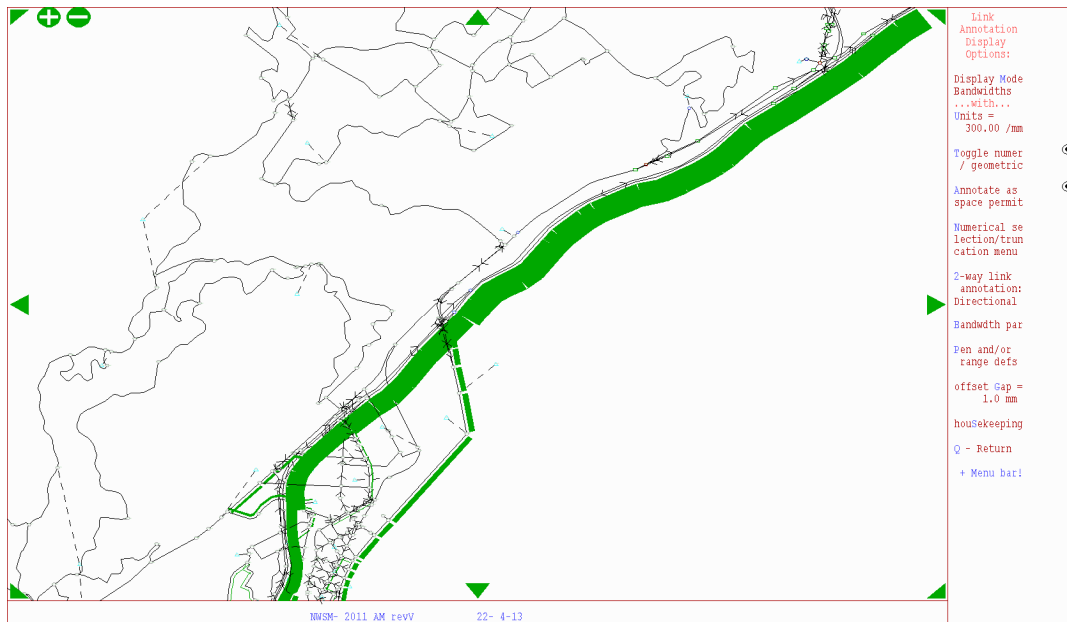 Link
Annotation
Display
Options:
Display Mode
Bandwidths
...with...
Units =
300.00 /mm
Toggle numer
/ geometric
Annotate as
space permit
Numerical se
lection/trun
cation menu
2-way link
annotation:
Directional
Bandwdth par
Pen and/or
range defs
offset Gap =
1.0 mm
houSekeeping
Q - Return
+ Menu bar!
NWSM- 2011 AM revV 22- 4-13